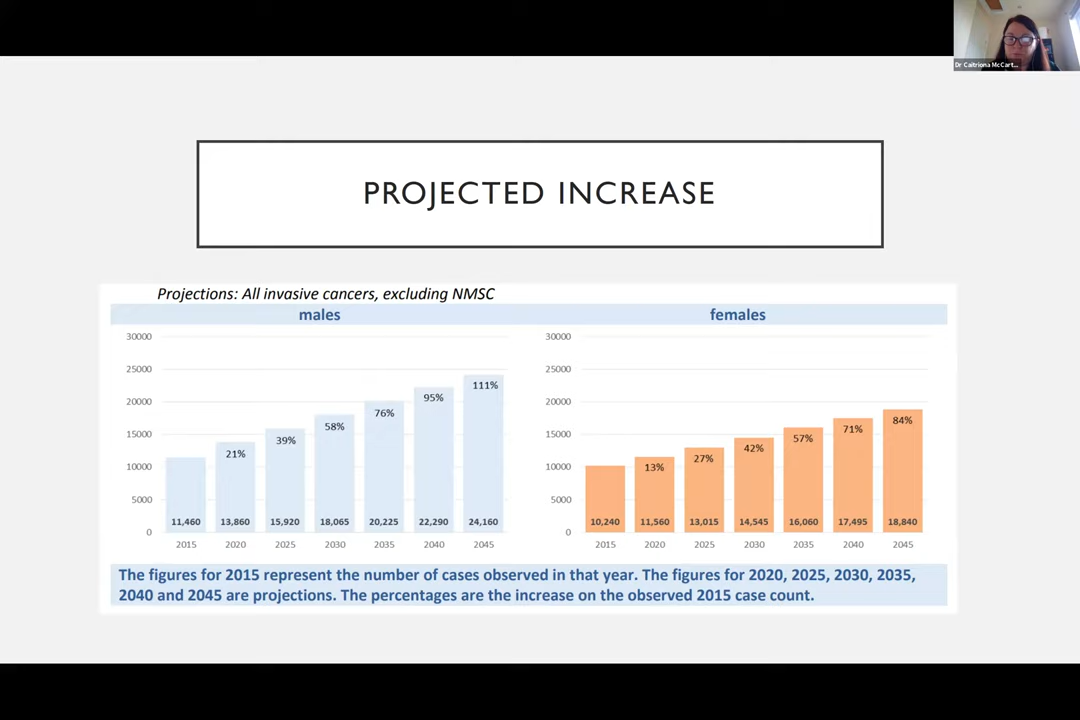 Dr Caitriona McCart...
PROJECTED INCREASE
Projections: All invasive cancers, excluding NMSC
males
females
30000
25000
20000
15000
10000
5000
0
21%
39%
58%
76%
95%
111%
11,460 13,860 15,920 18,065 20,225 22,290 24,160
2015 2020 2025 2030 2035 2040 2045
30000
25000
20000
15000
10000
5000
0
13%
27%
42%
57%
71%
84%
10,240 11,560 13,015 14,545 16,060 17,495 18,840
2015 2020 2025 2030 2035 2040 2045
The figures for 2015 represent the number of cases observed in that year. The figures for 2020, 2025, 2030, 2035,
2040 and 2045 are projections. The percentages are the increase on the observed 2015 case count.